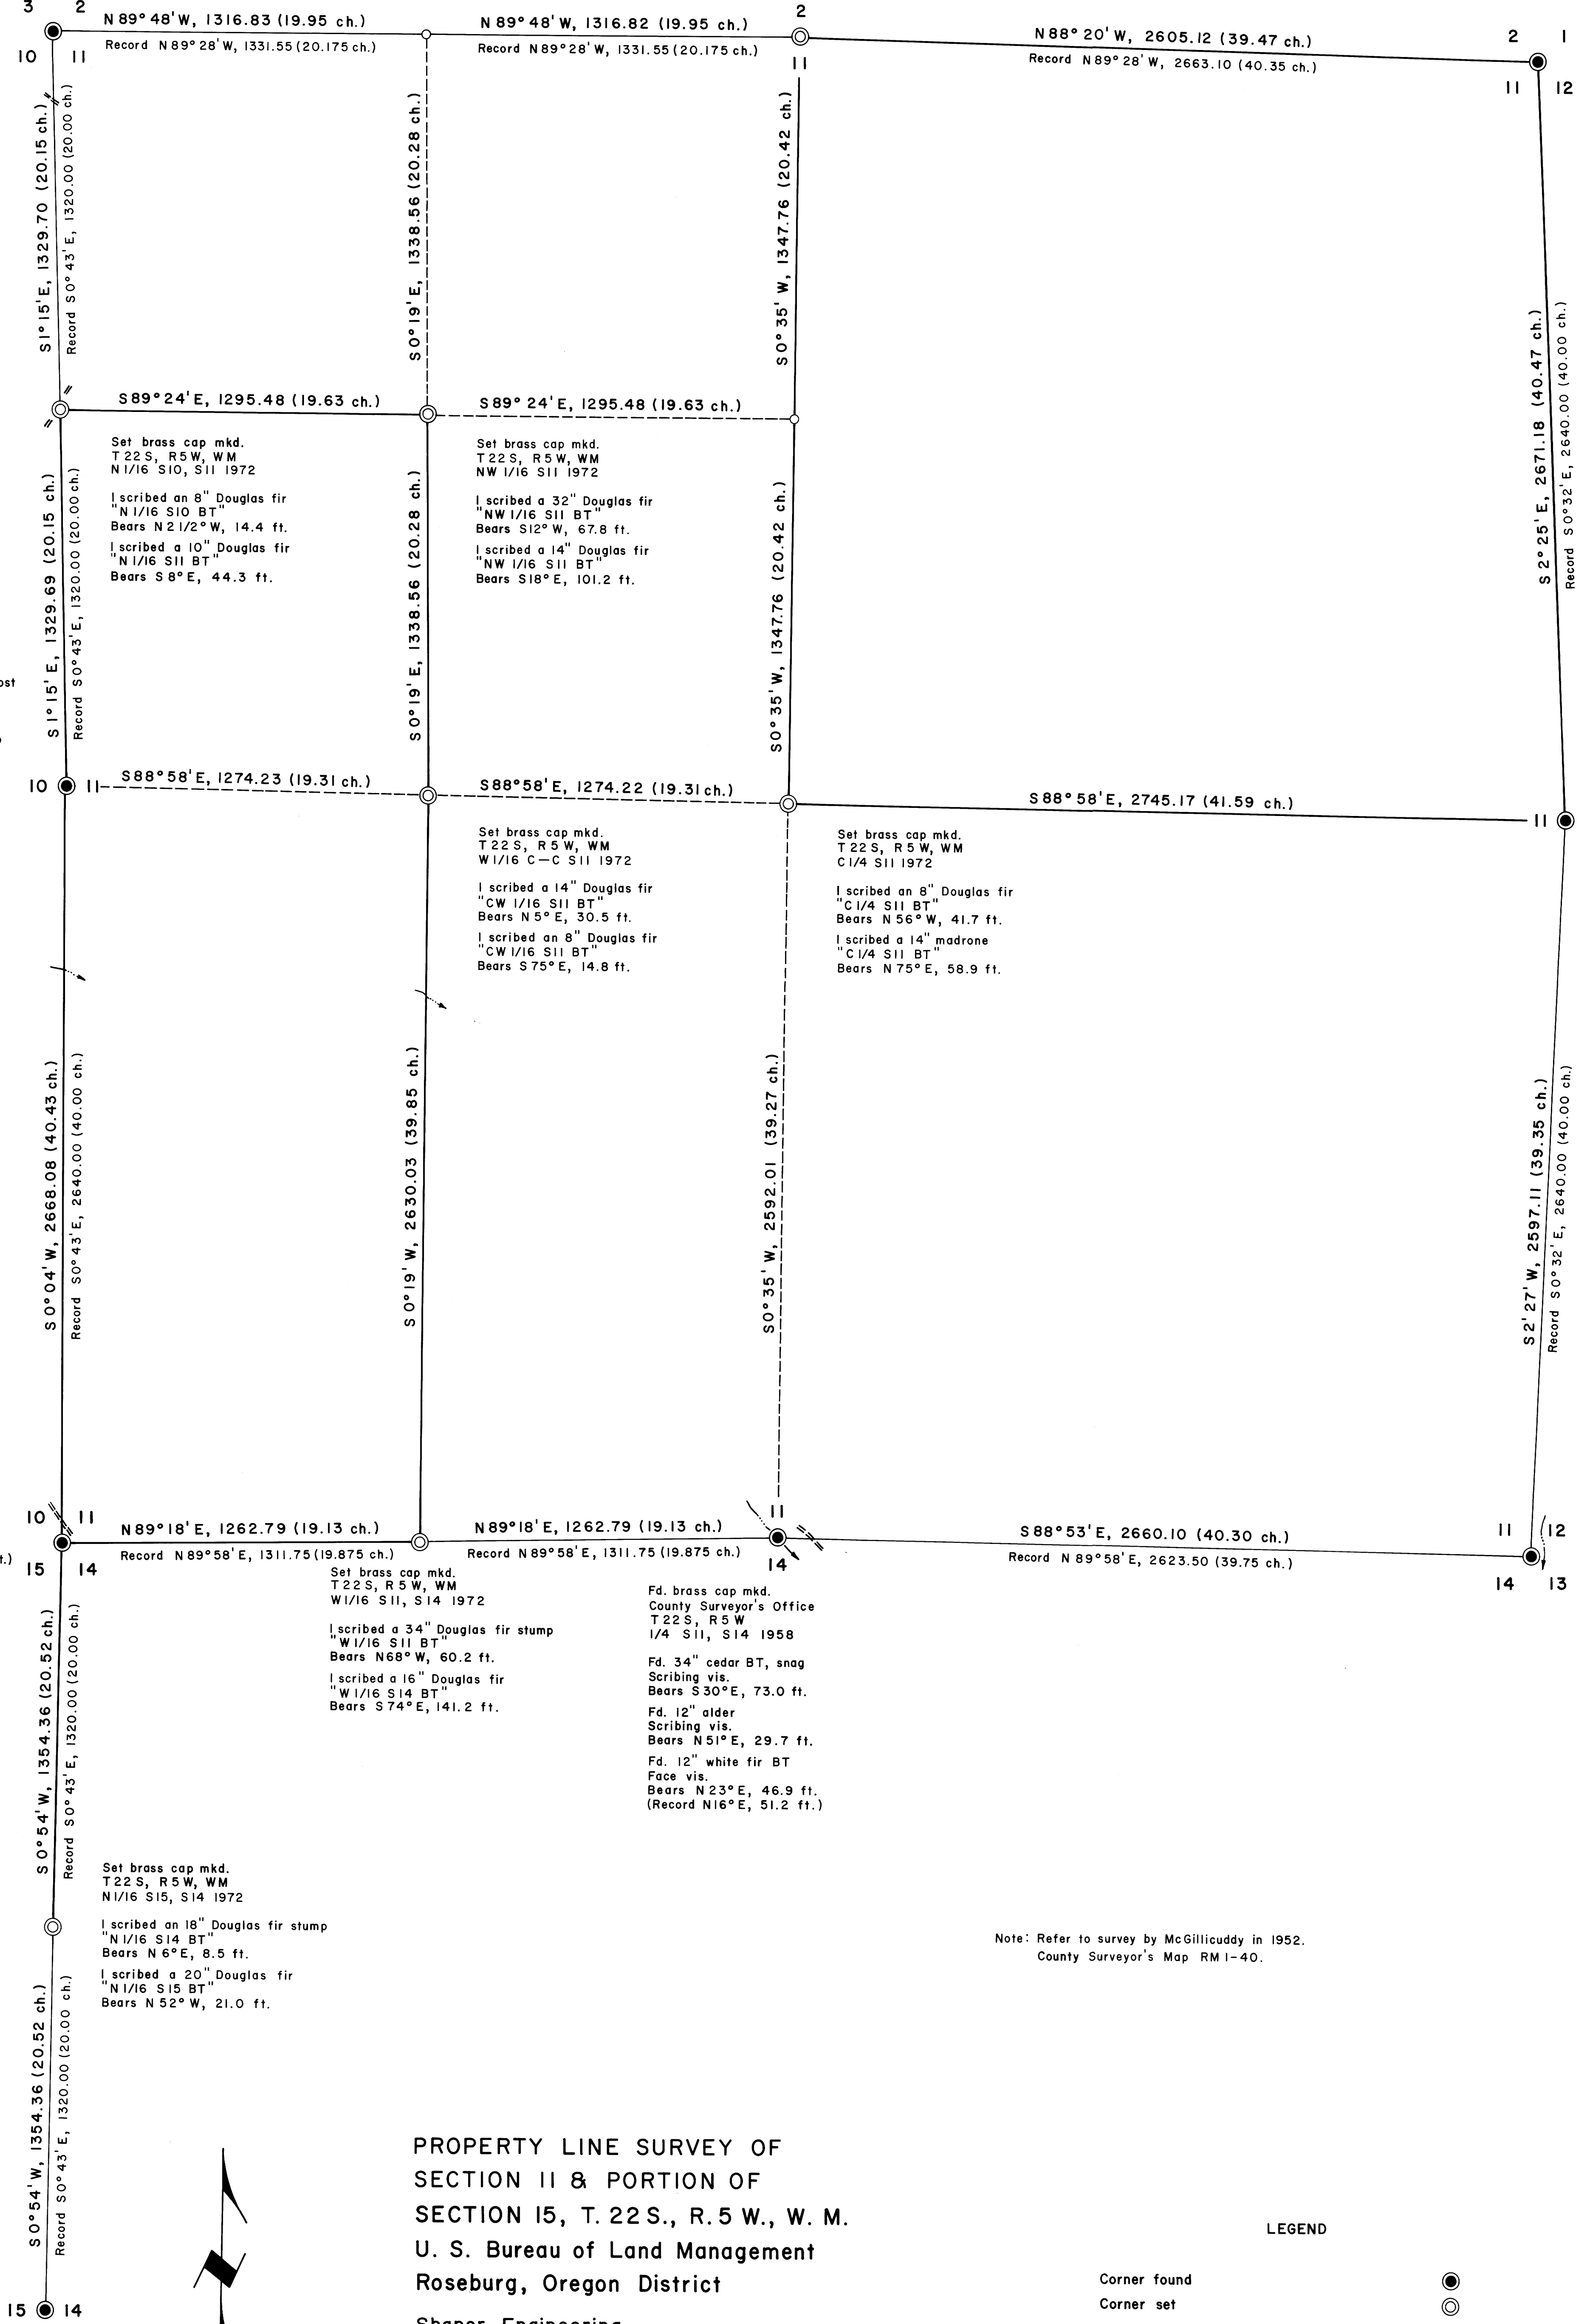 3 2
N 89° 48' W, 1316.83 (19.95 ch.)
Record N 89° 28' W, 1331.55 (20.175 ch.)
N 89° 48' W, 1316.82 (19.95 ch.)
Record N 89° 28' W, 1331.55 (20.175 ch.)
2
11
N 88° 20' W, 2605.12 (39.47 ch.)
Record N 89° 28' W, 2663.10 (40.35 ch.)
2 1
11 12
10 11
S 1° 15' E, 1329.70 (20.15 ch.)
Record S 0° 43' E, 1320.00 (20.00 ch.)
S 0° 19' E, 1338.56 (20.28 ch.)
S 0° 35' W, 1347.76 (20.42 ch.)
S 2° 25' E, 2671.18 (40.47 ch.)
Record S 0° 32' E, 2640.00 (40.00 ch.)
S 89° 24' E, 1295.48 (19.63 ch.)
S 89° 24' E, 1295.48 (19.63 ch.)
Set brass cap mkd.
T 22 S, R 5 W, WM
N 1/16 S10, S11 1972
I scribed an 8" Douglas fir
"N 1/16 S10 BT"
Bears N 2 1/2° W, 14.4 ft.
I scribed a 10" Douglas fir
"N 1/16 S11 BT"
Bears S 8° E, 44.3 ft.
Set brass cap mkd.
T 22 S, R 5 W, WM
NW 1/16 S11 1972
I scribed a 32" Douglas fir
"NW 1/16 S11 BT"
Bears S 12° W, 67.8 ft.
I scribed a 14" Douglas fir
"NW 1/16 S11 BT"
Bears S 18° E, 101.2 ft.
S 1° 15' E, 1329.69 (20.15 ch.)
Record S 0° 43' E, 1320.00 (20.00 ch.)
S 0° 19' E, 1338.56 (20.28 ch.)
S 0° 35' W, 1347.76 (20.42 ch.)
ost
10 11
S 88° 58' E, 1274.23 (19.31 ch.)
S 88° 58' E, 1274.22 (19.31 ch.)
S 88° 58' E, 2745.17 (41.59 ch.)
11
Set brass cap mkd.
T 22 S, R 5 W, WM
W 1/16 C-C S11 1972
I scribed a 14" Douglas fir
"CW 1/16 S11 BT"
Bears N 5° E, 30.5 ft.
I scribed an 8" Douglas fir
"CW 1/16 S11 BT"
Bears S 75° E, 14.8 ft.
Set brass cap mkd.
T 22 S, R 5 W, WM
C 1/4 S11 1972
I scribed an 8" Douglas fir
"C 1/4 S11 BT"
Bears N 56° W, 41.7 ft.
I scribed a 14" madrone
"C 1/4 S11 BT"
Bears N 75° E, 58.9 ft.
S 0° 04' W, 2668.08 (40.43 ch.)
Record S 0° 43' E, 2640.00 (40.00 ch.)
S 0° 19' W, 2630.03 (39.85 ch.)
S 0° 35' W, 2592.01 (39.27 ch.)
S 2° 27' W, 2597.11 (39.35 ch.)
Record S 0° 32' E, 2640.00 (40.00 ch.)
10 11
N 89° 18' E, 1262.79 (19.13 ch.)
Record N 89° 58' E, 1311.75 (19.875 ch.)
N 89° 18' E, 1262.79 (19.13 ch.)
Record N 89° 58' E, 1311.75 (19.875 ch.)
11
14
S 88° 53' E, 2660.10 (40.30 ch.)
Record N 89° 58' E, 2623.50 (39.75 ch.)
11 12
14 13
t.)
15 14
Set brass cap mkd.
T 22 S, R 5 W, WM
W 1/16 S11, S14 1972
I scribed a 34" Douglas fir stump
"W 1/16 S11 BT"
Bears N 68° W, 60.2 ft.
I scribed a 16" Douglas fir
"W 1/16 S14 BT"
Bears S 74° E, 141.2 ft.
Fd. brass cap mkd.
County Surveyor's Office
T 22 S, R 5 W
1/4 S11, S14 1958
Fd. 34" cedar BT, snag
Scribing vis.
Bears S 30° E, 73.0 ft.
Fd. 12" alder
Scribing vis.
Bears N 51° E, 29.7 ft.
Fd. 12" white fir BT
Face vis.
Bears N 23° E, 46.9 ft.
(Record N 16° E, 51.2 ft.)
S 0° 54' W, 1354.36 (20.52 ch.)
Record S 0° 43' E, 1320.00 (20.00 ch.)
Set brass cap mkd.
T 22 S, R 5 W, WM
N 1/16 S15, S14 1972
I scribed an 18" Douglas fir stump
"N 1/16 S14 BT"
Bears N 6° E, 8.5 ft.
I scribed a 20" Douglas fir
"N 1/16 S15 BT"
Bears N 52° W, 21.0 ft.
Note: Refer to survey by McGillicuddy in 1952.
County Surveyor's Map RM 1-40.
S 0° 54' W, 1354.36 (20.52 ch.)
Record S 0° 43' E, 1320.00 (20.00 ch.)
15 14
PROPERTY LINE SURVEY OF
SECTION 11 & PORTION OF
SECTION 15, T. 22 S., R. 5 W., W. M.
U. S. Bureau of Land Management
Roseburg, Oregon District
Engineering
LEGEND
Corner found
Corner set